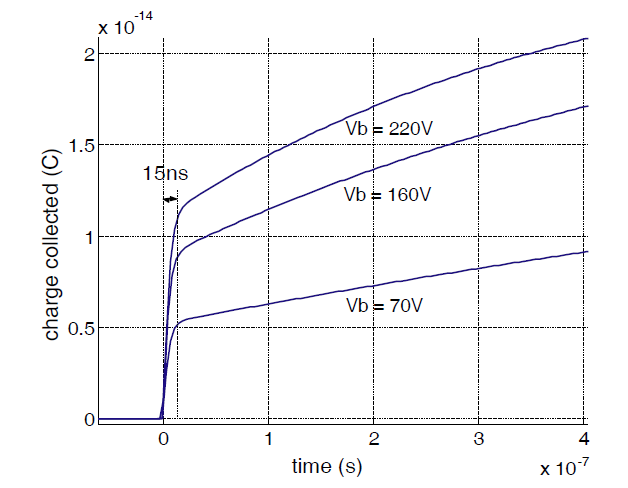 x 10-14
2
1.5
1
0.5
0
charge collected (C)
15ns
Vb = 220V
Vb = 160V
Vb = 70V
0 1 2 3 4
time (s)
x 10-7